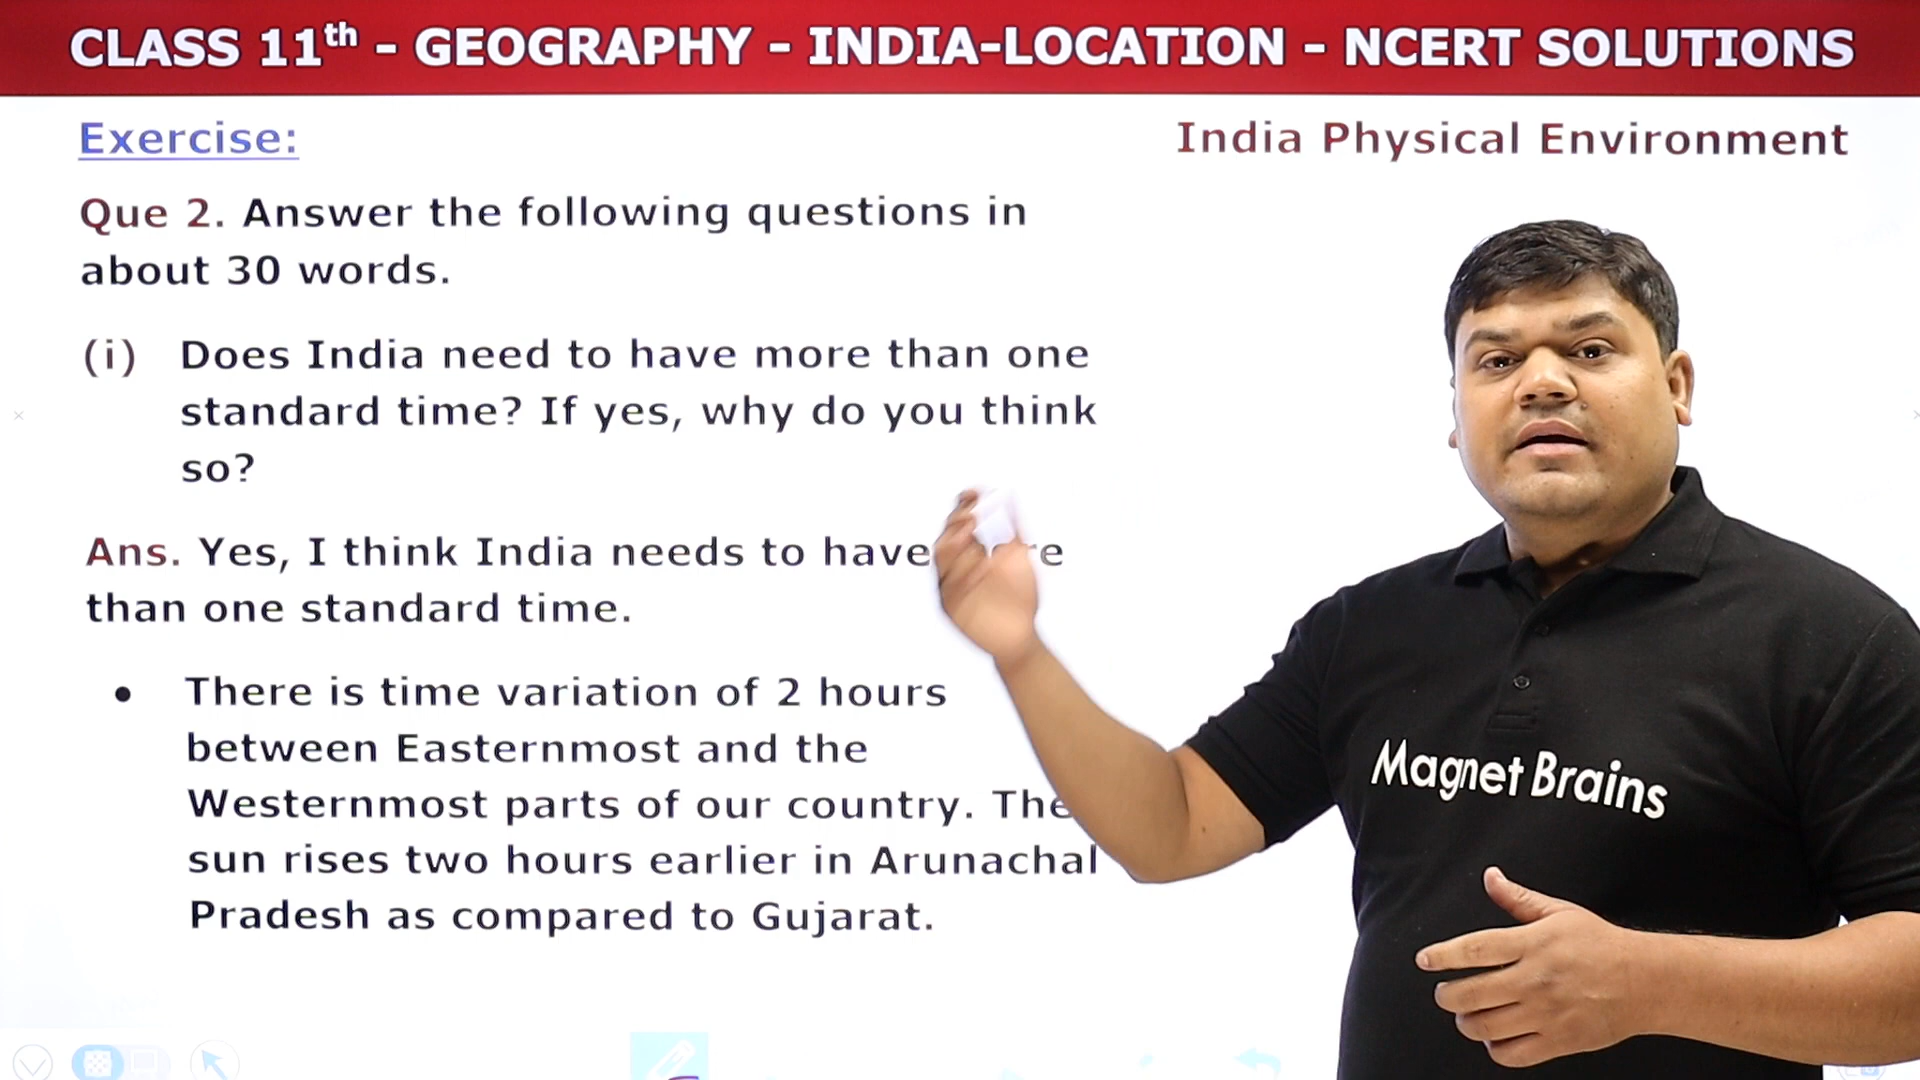 CLASS 11th - GEOGRAPHY - INDIA-LOCATION - NCERT SOLUTIONS
Exercise:
India Physical Environment
Que 2. Answer the following questions in
about 30 words.
(i) Does India need to have more than one
standard time? If yes, why do you think
so?
Ans. Yes, I think India needs to have
than one standard time.
• There is time variation of 2 hours
between Easternmost and the
Westernmost parts of our country. The
sun rises two hours earlier in Arunachal
Pradesh as compared to Gujarat.
Magnet Brains